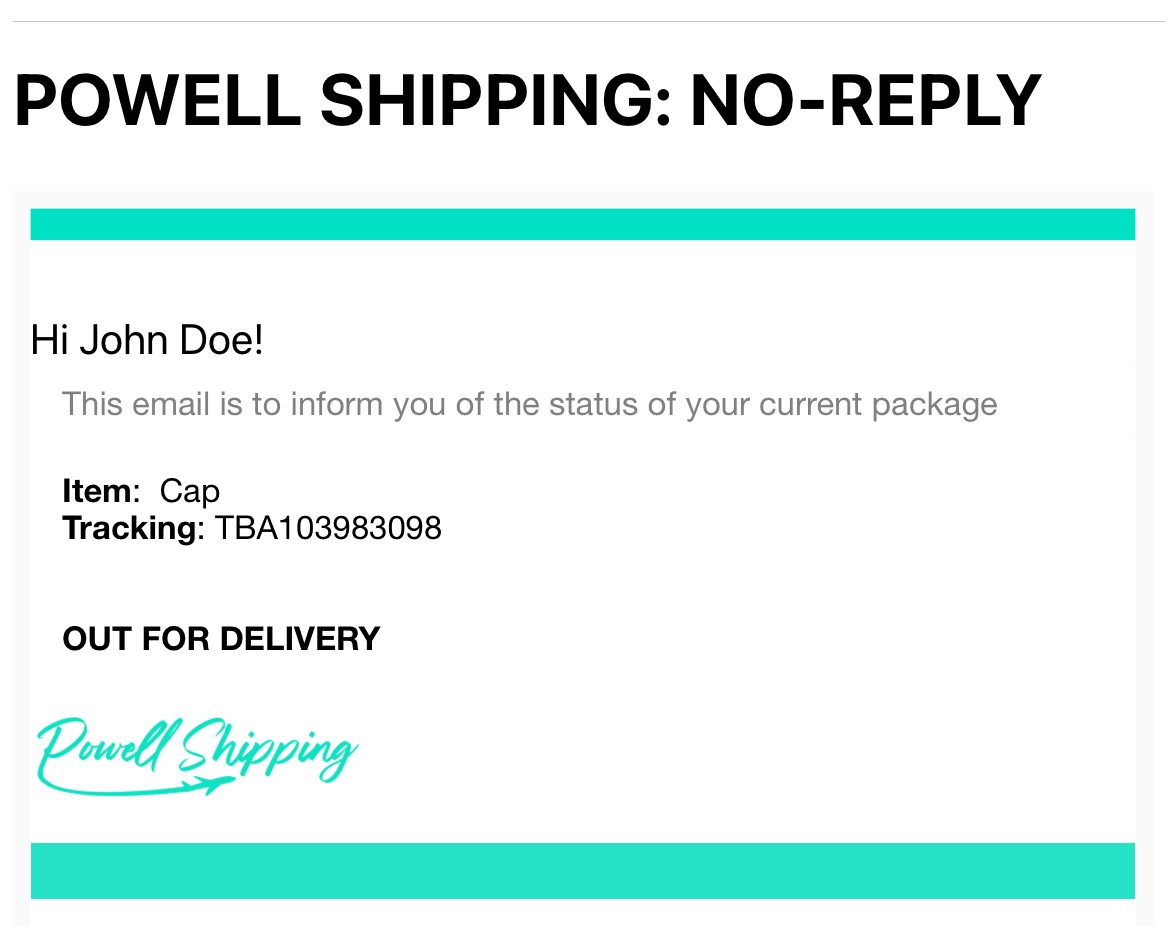 POWELL SHIPPING: NO-REPLY
Hi John Doe!
This email is to inform you of the status of your current package
Item:  Cap
Tracking: TBA103983098
OUT FOR DELIVERY
Powell Shipping